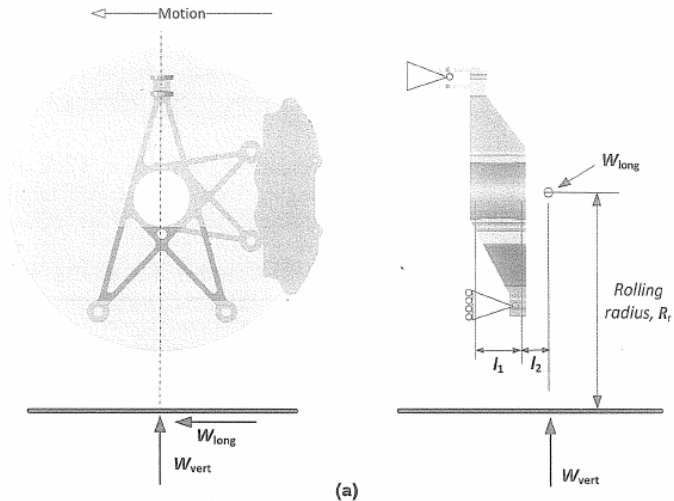 Motion
W_long
Rolling
radius, R_r
l_1
l_2
W_long
W_vert
W_vert
(a)